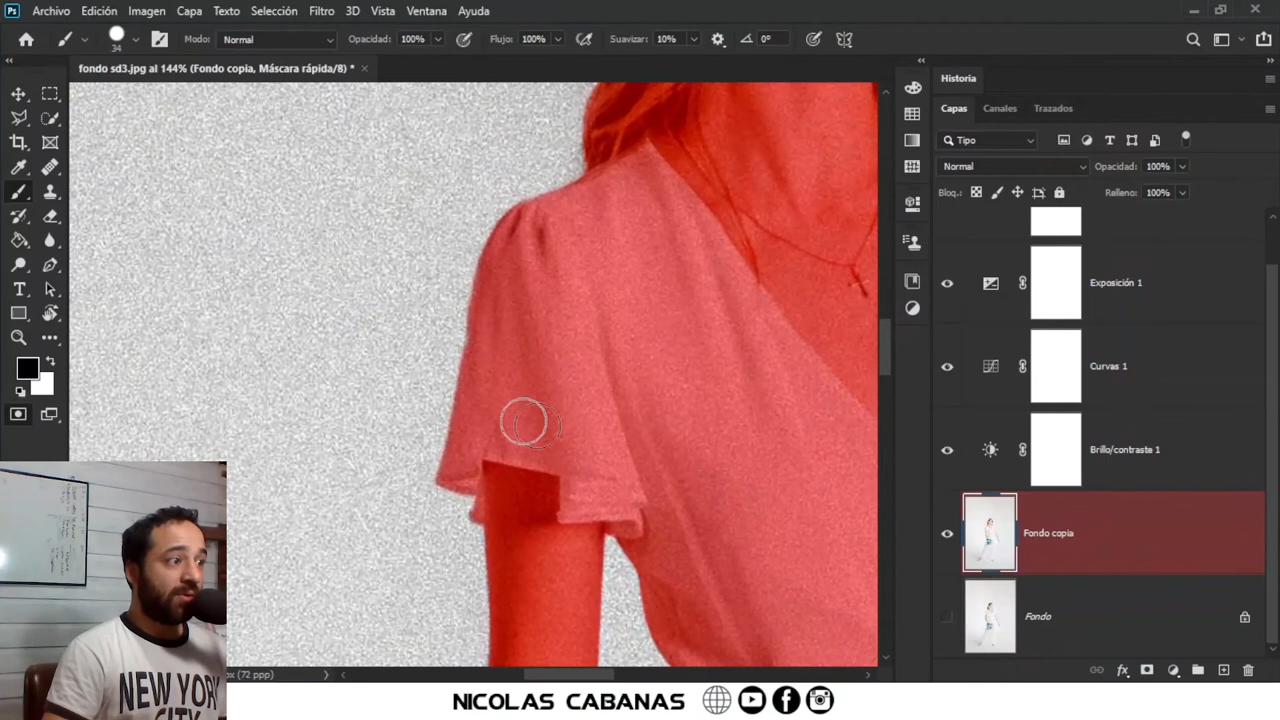 Ps Archivo Edición Imagen Capa Texto Selección Filtro 3D Vista Ventana Ayuda
34 Modo: Normal Opacidad: 100% Flujo: 100% Suavizar: 10% 0°
fondo sd3.jpg al 144% (Fondo copia, Máscara rápida/8) * ×
Historia
Capas Canales Trazados
Tipo
Normal Opacidad: 100%
Bloq.: Relleno: 100%
Exposición 1
Curvas 1
Brillo/contraste 1
Fondo copia
Fondo
NEW YORK
CITY
(72 ppp)
fx
NICOLAS CABANAS